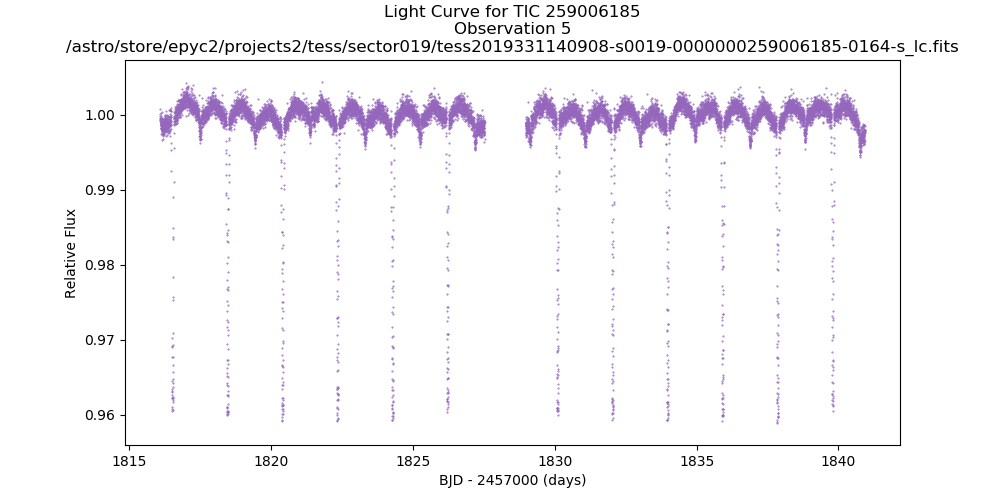 Light Curve for TIC 259006185
Observation 5
/astro/store/epyc2/projects2/tess/sector019/tess2019331140908-s0019-0000000259006185-0164-s_lc.fits
1.00
0.99
0.98
0.97
0.96
Relative Flux
1815
1820
1825
1830
1835
1840
BJD - 2457000 (days)